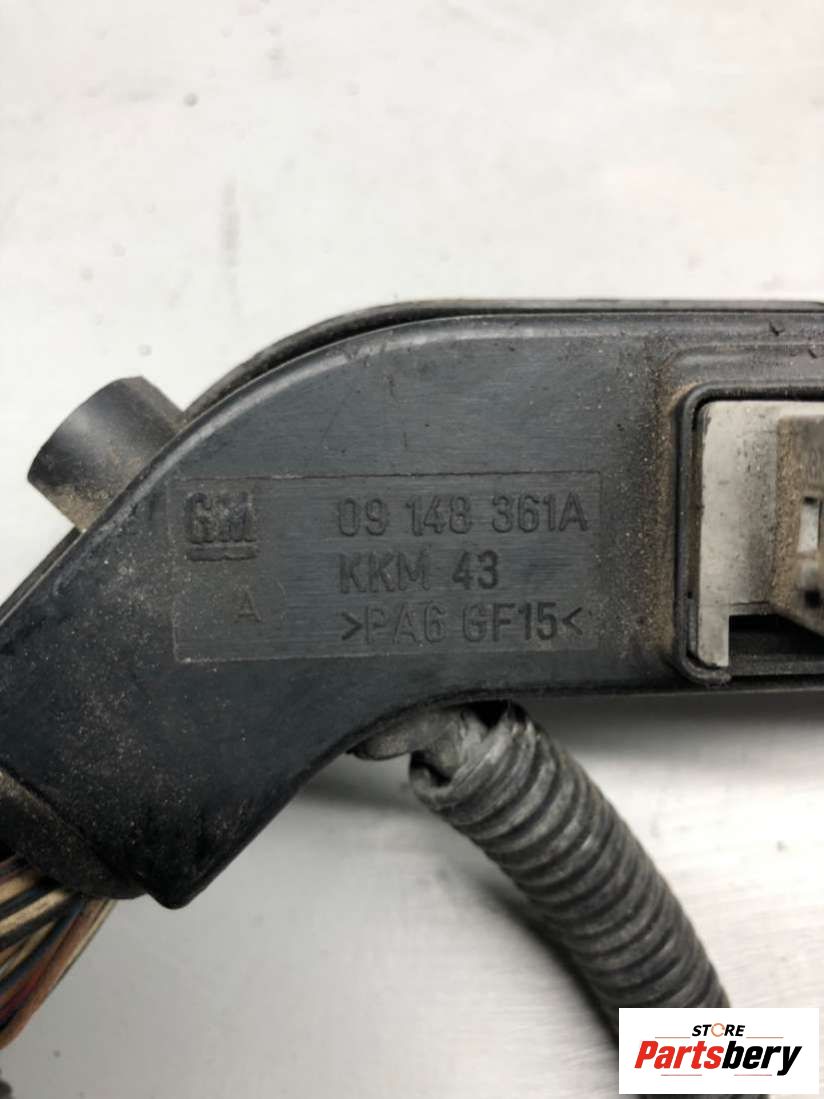 GM 09 148 361A
KKM 43
A >PA6 GF15<
STORE
Partsbery